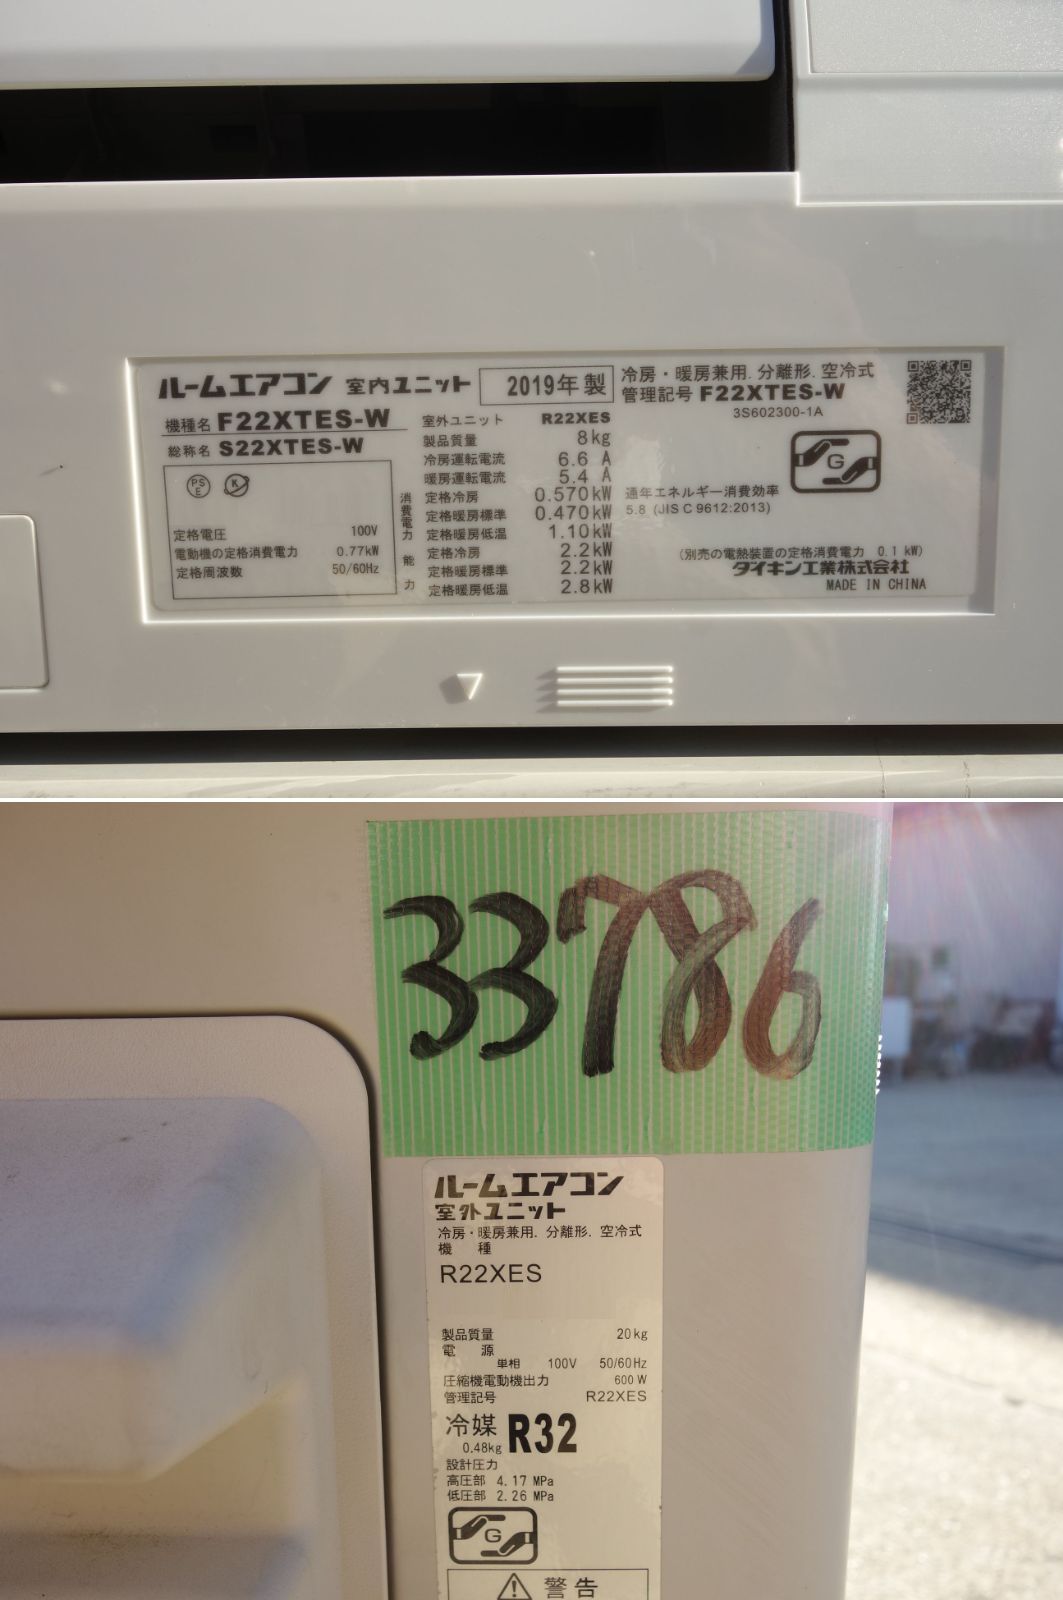 ルームエアコン 室内ユニット 2019年 製
冷房・暖房兼用. 分離形. 空冷式
管理記号 F22XTES-W
3S602300-1A
機種名 F22XTES-W
総称名 S22XTES-W
PS
E
K
定格電圧 100V
電動機の定格消費電力 0.77kW
定格周波数 50/60Hz
室外ユニット R22XES
製品質量 8kg
冷房運転電流 6.6 A
暖房運転電流 5.4 A
消費電力
定格冷房 0.570kW
定格暖房標準 0.470kW
定格暖房低温 1.10kW
能力
定格冷房 2.2kW
定格暖房標準 2.2kW
定格暖房低温 2.8kW
通年エネルギー消費効率
5.8 (JIS C 9612:2013)
G
(別売の電熱装置の定格消費電力 0.1 kW)
ダイキン工業株式会社
MADE IN CHINA
33786
ルームエアコン
室外ユニット
冷房・暖房兼用. 分離形. 空冷式
機 種
R22XES
製品質量 20kg
電 源
単相 100V 50/60Hz
圧縮機電動機出力 600 W
管理記号 R22XES
冷媒 R32
0.48kg
設計圧力
高圧部 4.17 MPa
低圧部 2.26 MPa
G
警告